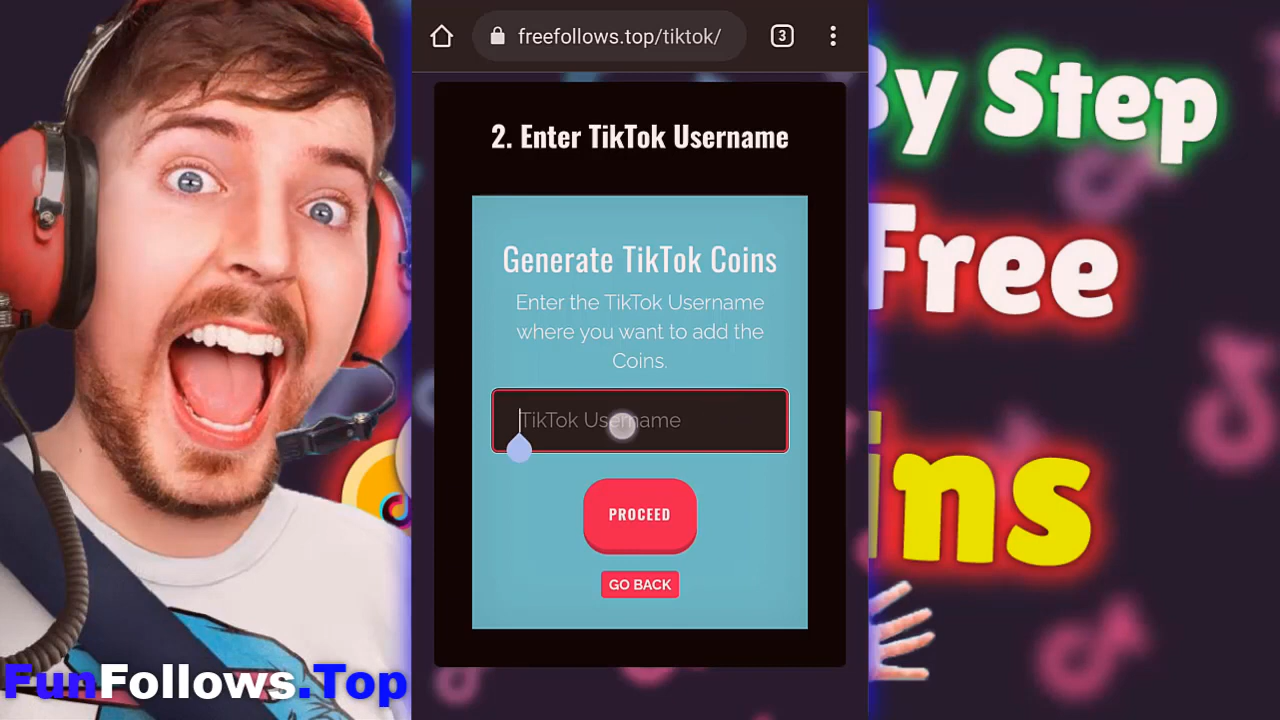 freefollows.top/tiktok/
3
2. Enter TikTok Username
Generate TikTok Coins
Enter the TikTok Username
where you want to add the
Coins.
TikTok Username
PROCEED
GO BACK
By Step
Free
ins
FunFollows.Top